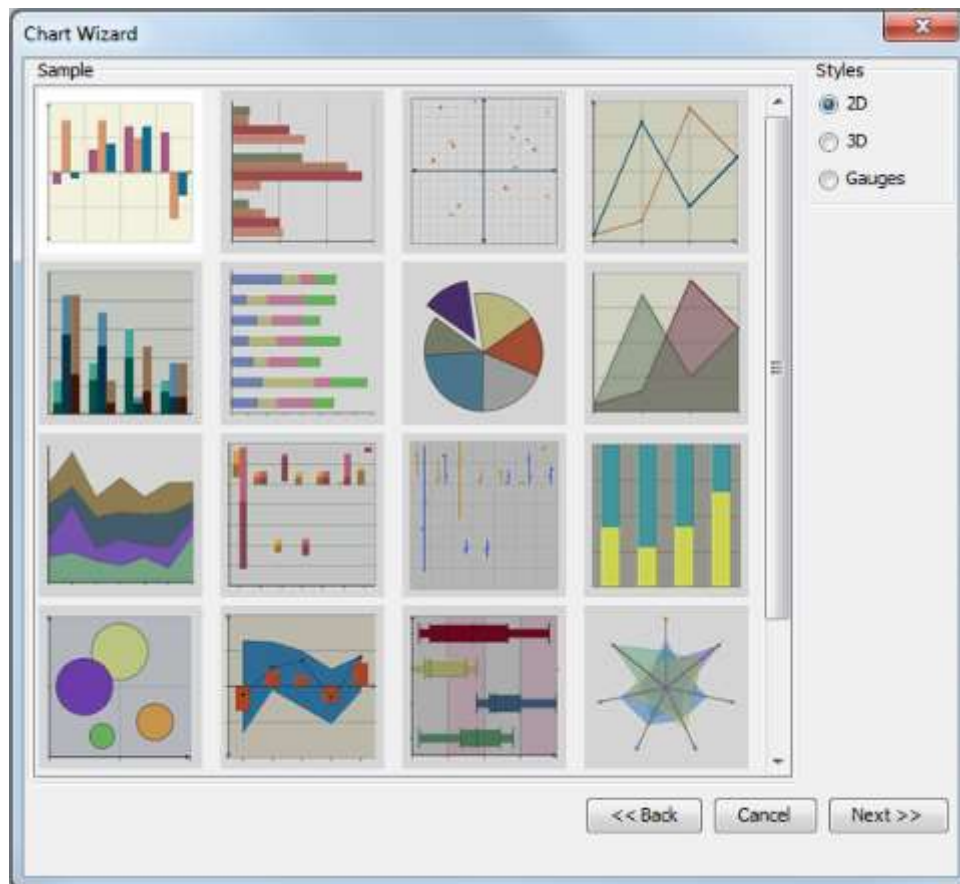 Chart Wizard
Sample
Styles
2D
3D
Gauges
<< Back
Cancel
Next >>